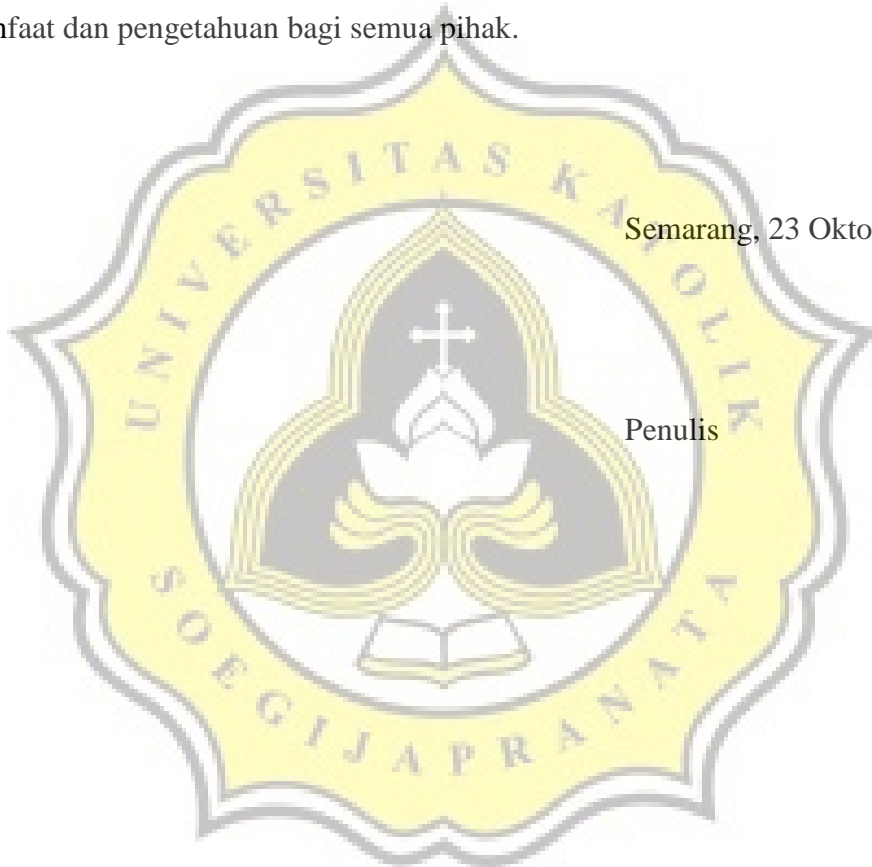 nfaat dan pengetahuan bagi semua pihak.
UNIVERSITAS KATOLIK
Semarang, 23 Okto
Penulis
SOEGIJAPRANATA